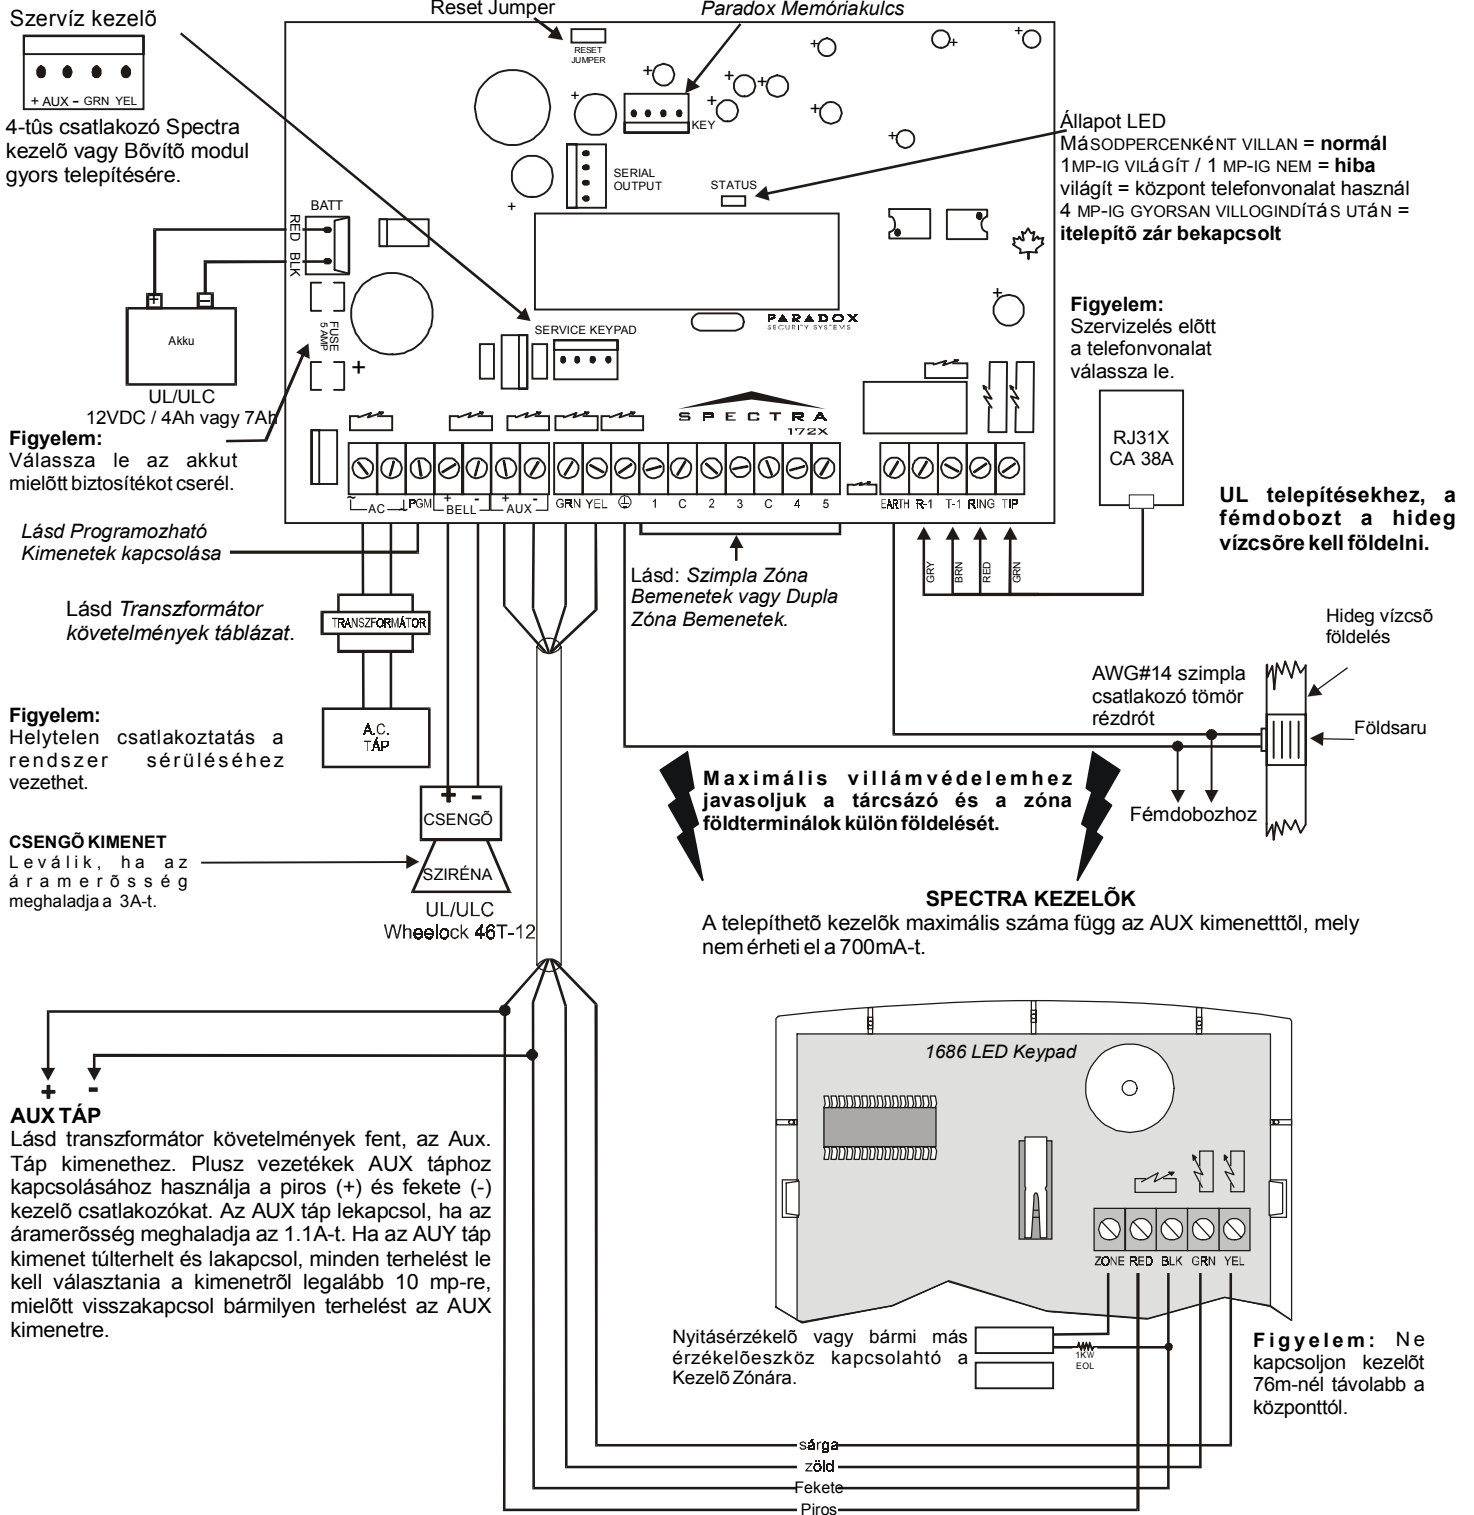 Szervíz kezelõ
Reset Jumper
Paradox Memóriakulcs
RESET
JUMPER
+ AUX - GRN YEL
4-tûs csatlakozó Spectra
kezelõ vagy Bõvítõ modul
gyors telepítésére.
KEY
SERIAL
OUTPUT
STATUS
Állapot LED
MáSODPERCENKéNT VILLAN = normál
1MP-IG VILáGÍT / 1 MP-IG NEM = hiba
világít = központ telefonvonalat használ
4 MP-IG GYORSAN VILLOGINDÍTáS UTáN =
itelepítõ zár bekapcsolt
BATT
RED
BLK
+ -
Akku
FUSE
5 AMP
UL/ULC
12VDC / 4Ah vagy 7Ah
SERVICE KEYPAD
PARADOX
SECURITY SYSTEMS
SPECTRA
172X
Figyelem:
Szervizelés elõtt
a telefonvonalat
válassza le.
RJ31X
CA 38A
Figyelem:
Válassza le az akkut
mielõtt biztosítékot cserél.
~ AC ~ PGM + BELL - + AUX - GRN YEL 1 C 2 3 C 4 5 EARTH R-1 T-1 RING TIP
UL telepítésekhez, a
fémdobozt a hideg
vízcsõre kell földelni.
Lásd Programozható
Kimenetek kapcsolása
GRY
BRN
RED
GRN
Lásd: Szimpla Zóna
Bemenetek vagy Dupla
Zóna Bemenetek.
Lásd Transzformátor
követelmények táblázat.
TRANSZFORMÁTOR
Hideg vízcsõ
földelés
AWG#14 szimpla
csatlakozó tömör
rézdrót
Földsaru
Figyelem:
Helytelen csatlakoztatás a
rendszer sérüléséhez
vezethet.
A.C.
TÁP
Maximális villámvédelemhez
javasoljuk a tárcsázó és a zóna
földterminálok külön földelését.
Fémdobozhoz
+ -
CSENGÕ
CSENGÕ KIMENET
Leválik, ha az
áramerõsség
meghaladja a 3A-t.
SZIRÉNA
UL/ULC
Wheelock 46T-12
SPECTRA KEZELÕK
A telepíthetõ kezelõk maximális száma függ az AUX kimenetttõl, mely
nem érheti el a 700mA-t.
+ -
AUX TÁP
Lásd transzformátor követelmények fent, az Aux.
Táp kimenethez. Plusz vezetékek AUX táphoz
kapcsolásához használja a piros (+) és fekete (-)
kezelõ csatlakozókat. Az AUX táp lekapcsol, ha az
áramerõsség meghaladja az 1.1A-t. Ha az AUY táp
kimenet túlterhelt és lakapcsol, minden terhelést le
kell választania a kimenetrõl legalább 10 mp-re,
mielõtt visszakapcsol bármilyen terhelést az AUX
kimenetre.
1686 LED Keypad
ZONE RED BLK GRN YEL
Nyitásérzékelõ vagy bármi más
érzékelõeszköz kapcsolahtó a
Kezelõ Zónára.
1KW
EOL
Figyelem: Ne
kapcsoljon kezelõt
76m-nél távolabb a
központtól.
sárga
zöld
Fekete
Piros